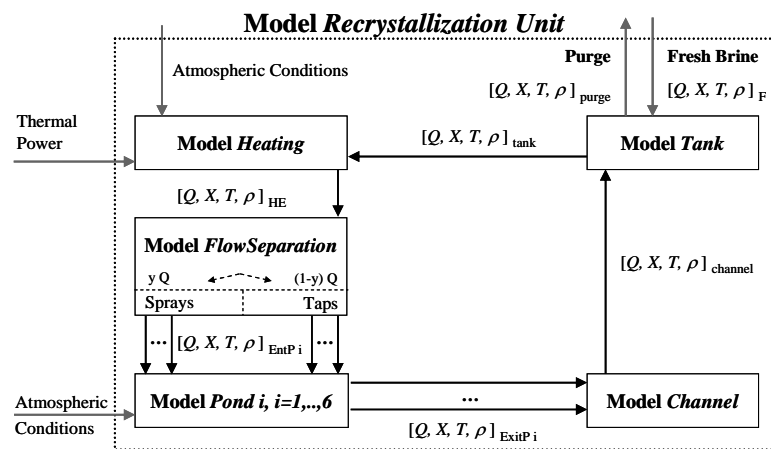 Model Recrystallization Unit
Atmospheric Conditions
Purge
[Q, X, T, ρ] purge
Fresh Brine
[Q, X, T, ρ] F
Thermal
Power
Model Heating
[Q, X, T, ρ] tank
Model Tank
[Q, X, T, ρ] HE
Model FlowSeparation
y Q
(1-y) Q
Sprays
Taps
[Q, X, T, ρ] channel
... [Q, X, T, ρ] EntP i ...
Atmospheric
Conditions
Model Pond i, i=1,..,6
...
[Q, X, T, ρ] ExitP i
Model Channel